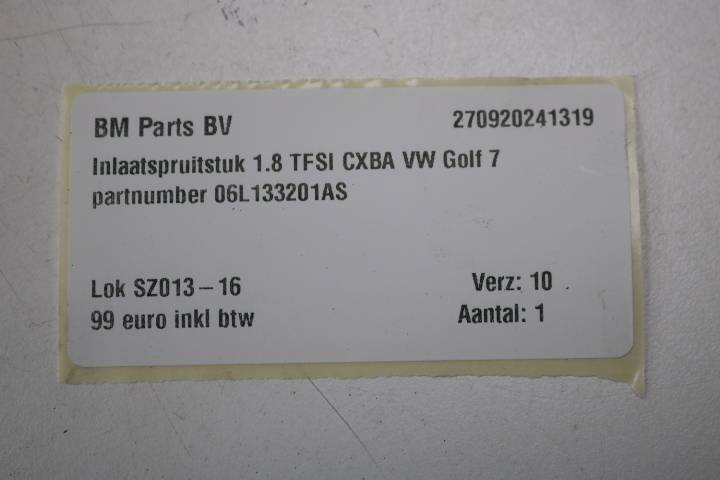 BM Parts BV 270920241319
Inlaatspruitstuk 1.8 TFSI CXBA VW Golf 7
partnumber 06L133201AS
Lok SZ013-16 Verz: 10
99 euro inkl btw Aantal: 1